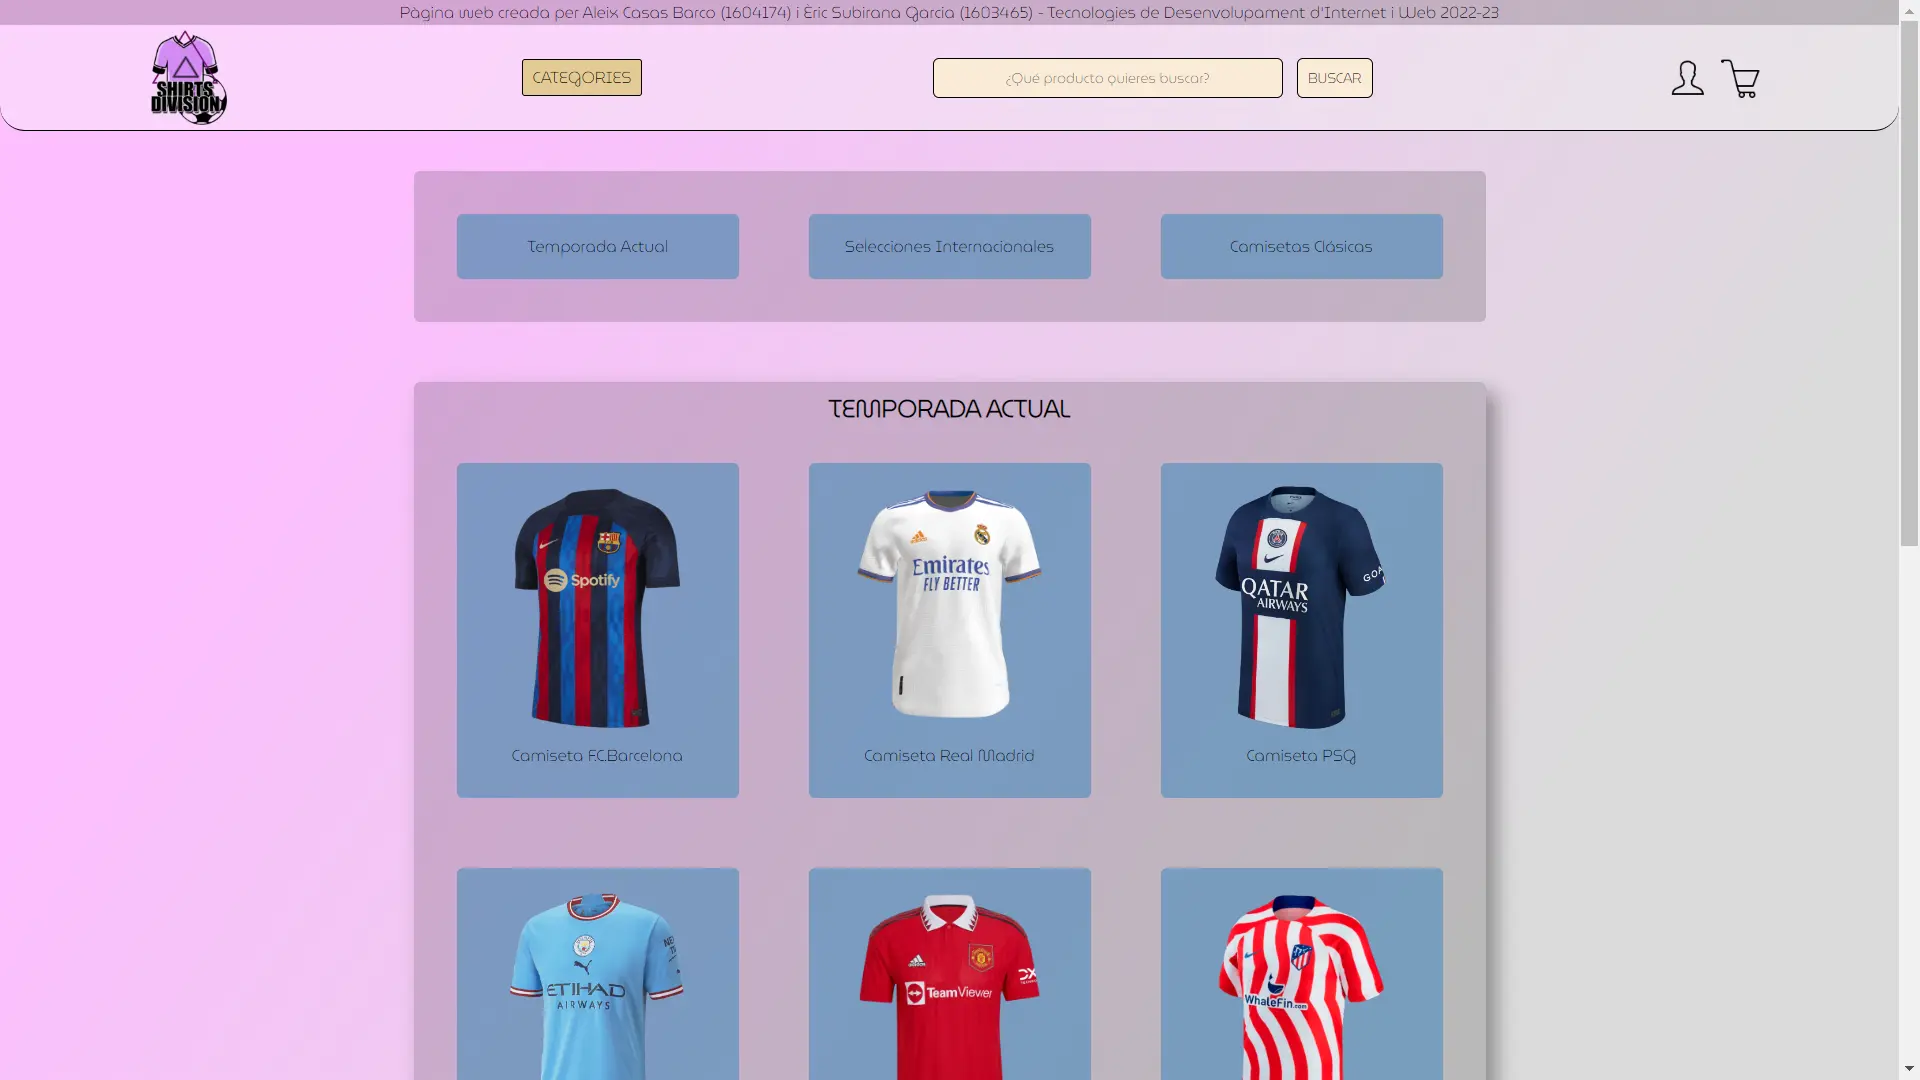 Pàgina web creada per Aleix Casas Barco (1604174) i Èric Subirana Garcia (1603465) - Tecnologies de Desenvolupament d'Internet i Web 2022-23
SHIRTS
DIVISION
CATEGORIES
¿Qué producto quieres buscar?
BUSCAR
Temporada Actual
Selecciones Internacionales
Camisetas Clásicas
TEMPORADA ACTUAL
Spotify
Emirates
FLY BETTER
QATAR
AIRWAYS
GOA
Camiseta F.C.Barcelona
Camiseta Real Madrid
Camiseta PSG
ETIHAD
AIRWAYS
TeamViewer
WhaleFin.com